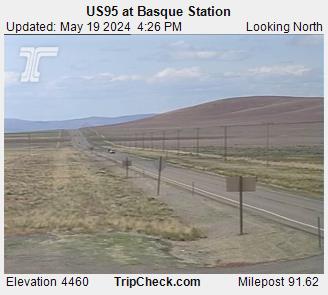 US95 at Basque Station
Updated: May 19 2024 4:26 PM Looking North
Elevation 4460 TripCheck.com Milepost 91.62